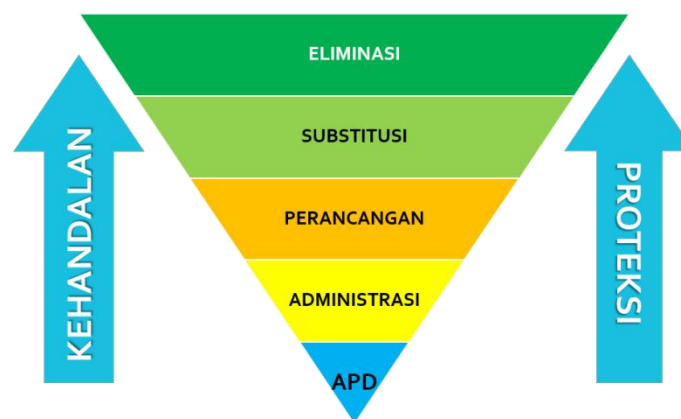 ELIMINASI
SUBSTITUSI
PERANCANGAN
ADMINISTRASI
APD
KEHANDALAN
PROTEKSI